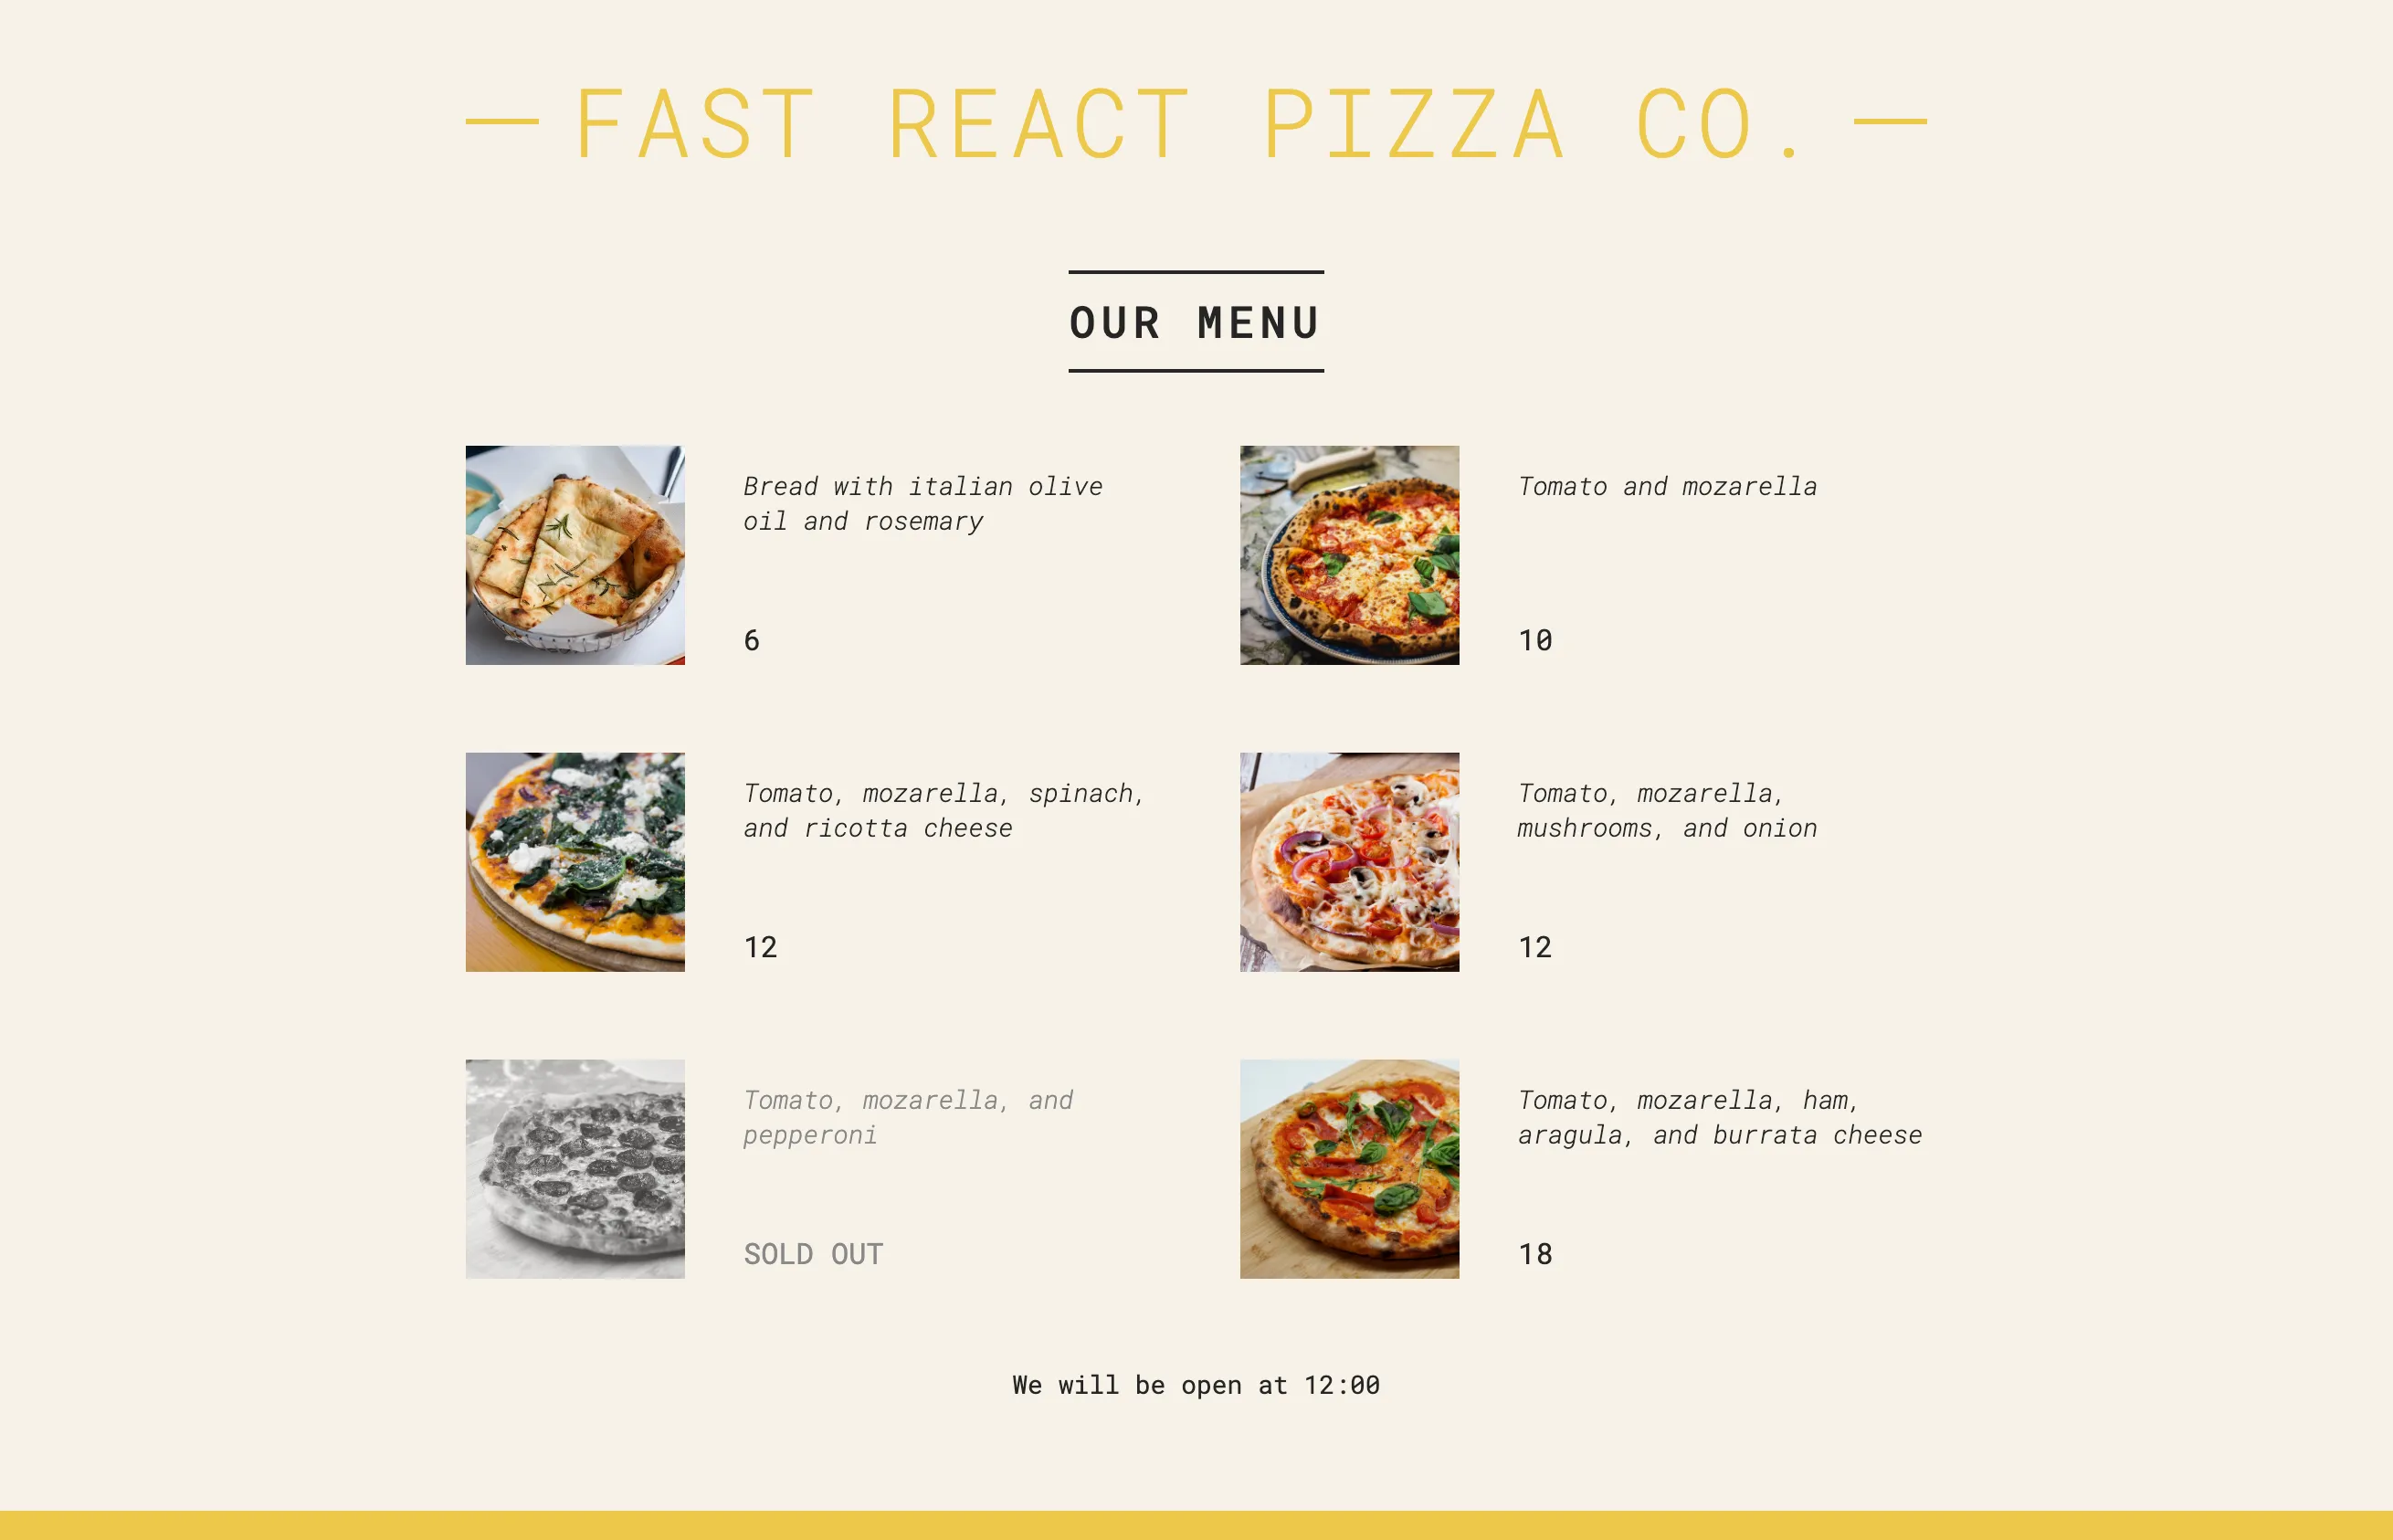 FAST REACT PIZZA CO.
OUR MENU
Bread with italian olive
oil and rosemary
6
Tomato and mozarella
10
Tomato, mozarella, spinach,
and ricotta cheese
12
Tomato, mozarella,
mushrooms, and onion
12
Tomato, mozarella, and
pepperoni
SOLD OUT
Tomato, mozarella, ham,
aragula, and burrata cheese
18
We will be open at 12:00